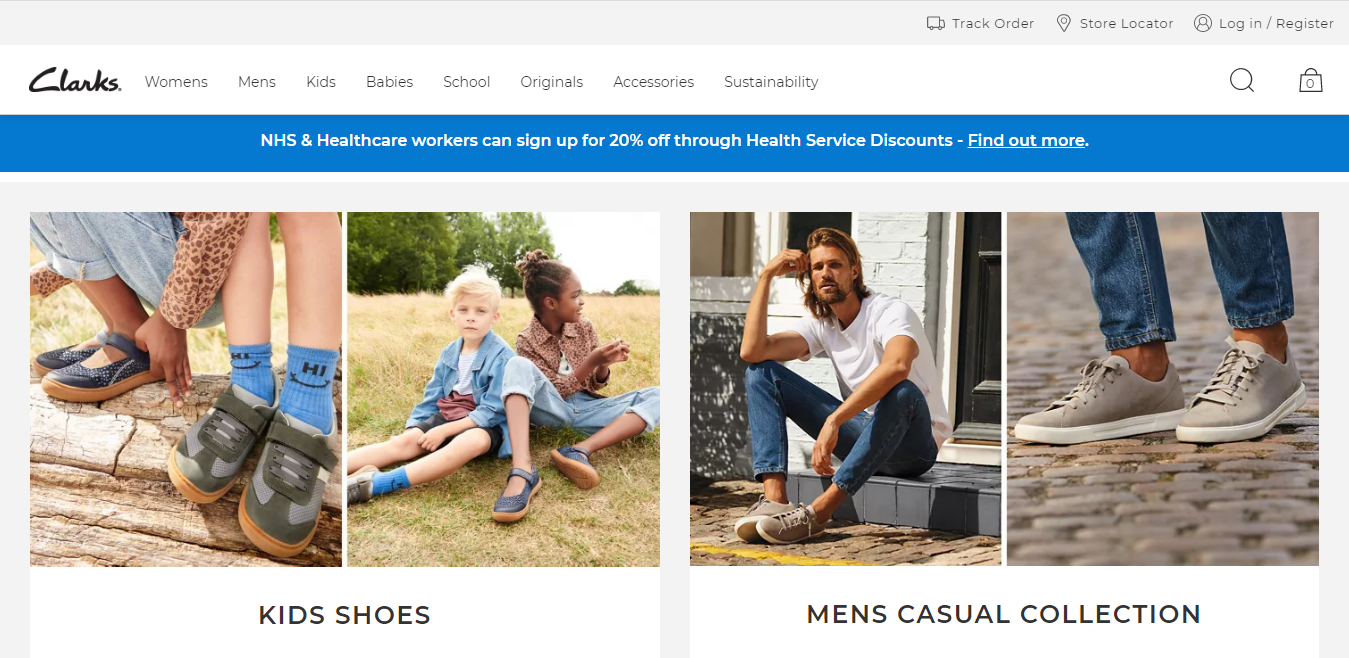 Track Order Store Locator Log in / Register
Clarks. Womens Mens Kids Babies School Originals Accessories Sustainability 0
NHS & Healthcare workers can sign up for 20% off through Health Service Discounts - Find out more.
HI
HI
KIDS SHOES
MENS CASUAL COLLECTION